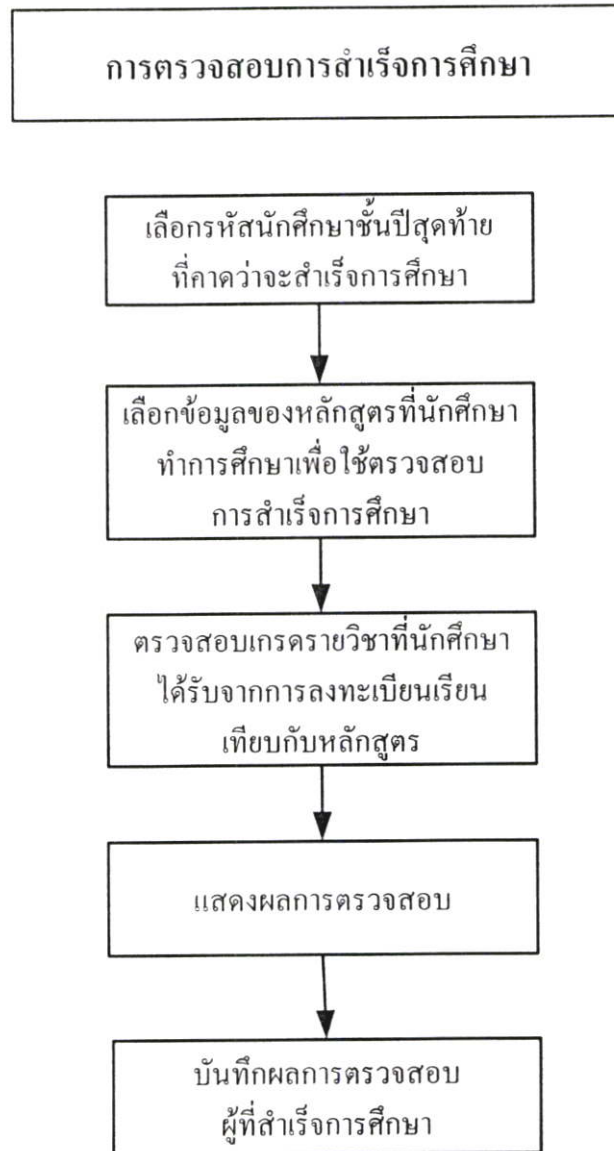 การตรวจสอบการสำเร็จการศึกษา
เลือกรหัสนักศึกษาชั้นปีสุดท้าย
ที่คาดว่าจะสำเร็จการศึกษา
เลือกข้อมูลของหลักสูตรที่นักศึกษา
ทำการศึกษาเพื่อใช้ตรวจสอบ
การสำเร็จการศึกษา
ตรวจสอบเกรดรายวิชาที่นักศึกษา
ได้รับจากการลงทะเบียนเรียน
เทียบกับหลักสูตร
แสดงผลการตรวจสอบ
บันทึกผลการตรวจสอบ
ผู้ที่สำเร็จการศึกษา